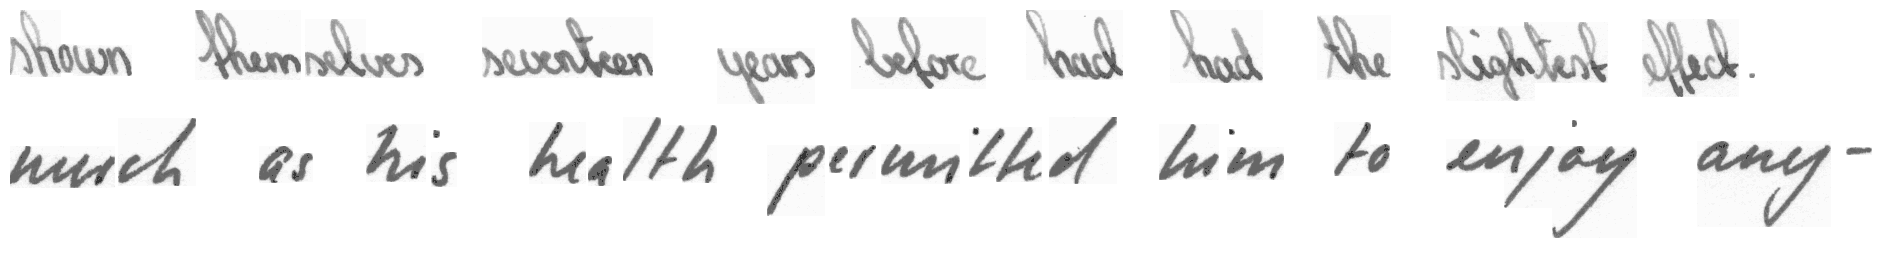 shown themselves seventeen years before had had the slightest effect.
much as his health permitted him to enjoy any-